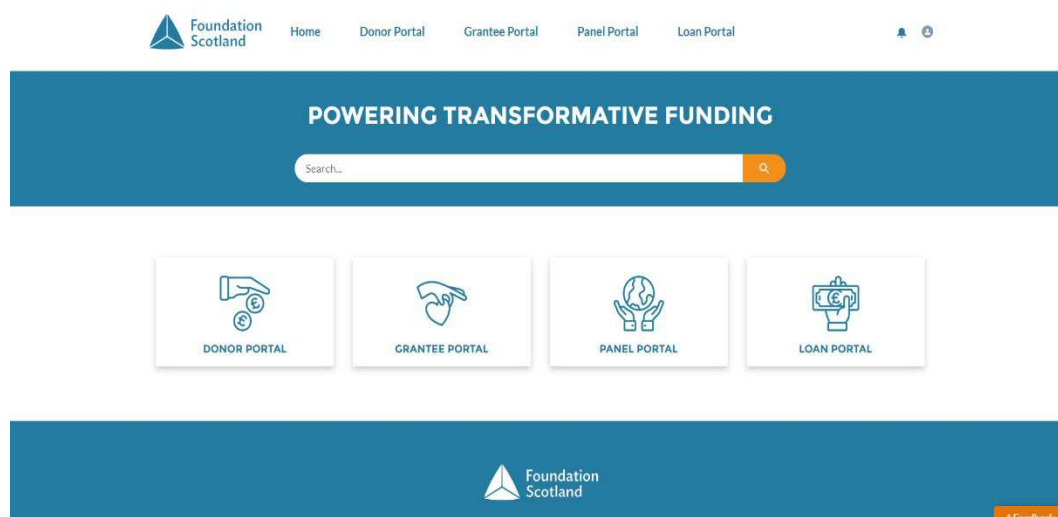 Foundation
Scotland
Home Donor Portal Grantee Portal Panel Portal Loan Portal
POWERING TRANSFORMATIVE FUNDING
Search...
£
£
£
DONOR PORTAL GRANTEE PORTAL PANEL PORTAL LOAN PORTAL
Foundation
Scotland